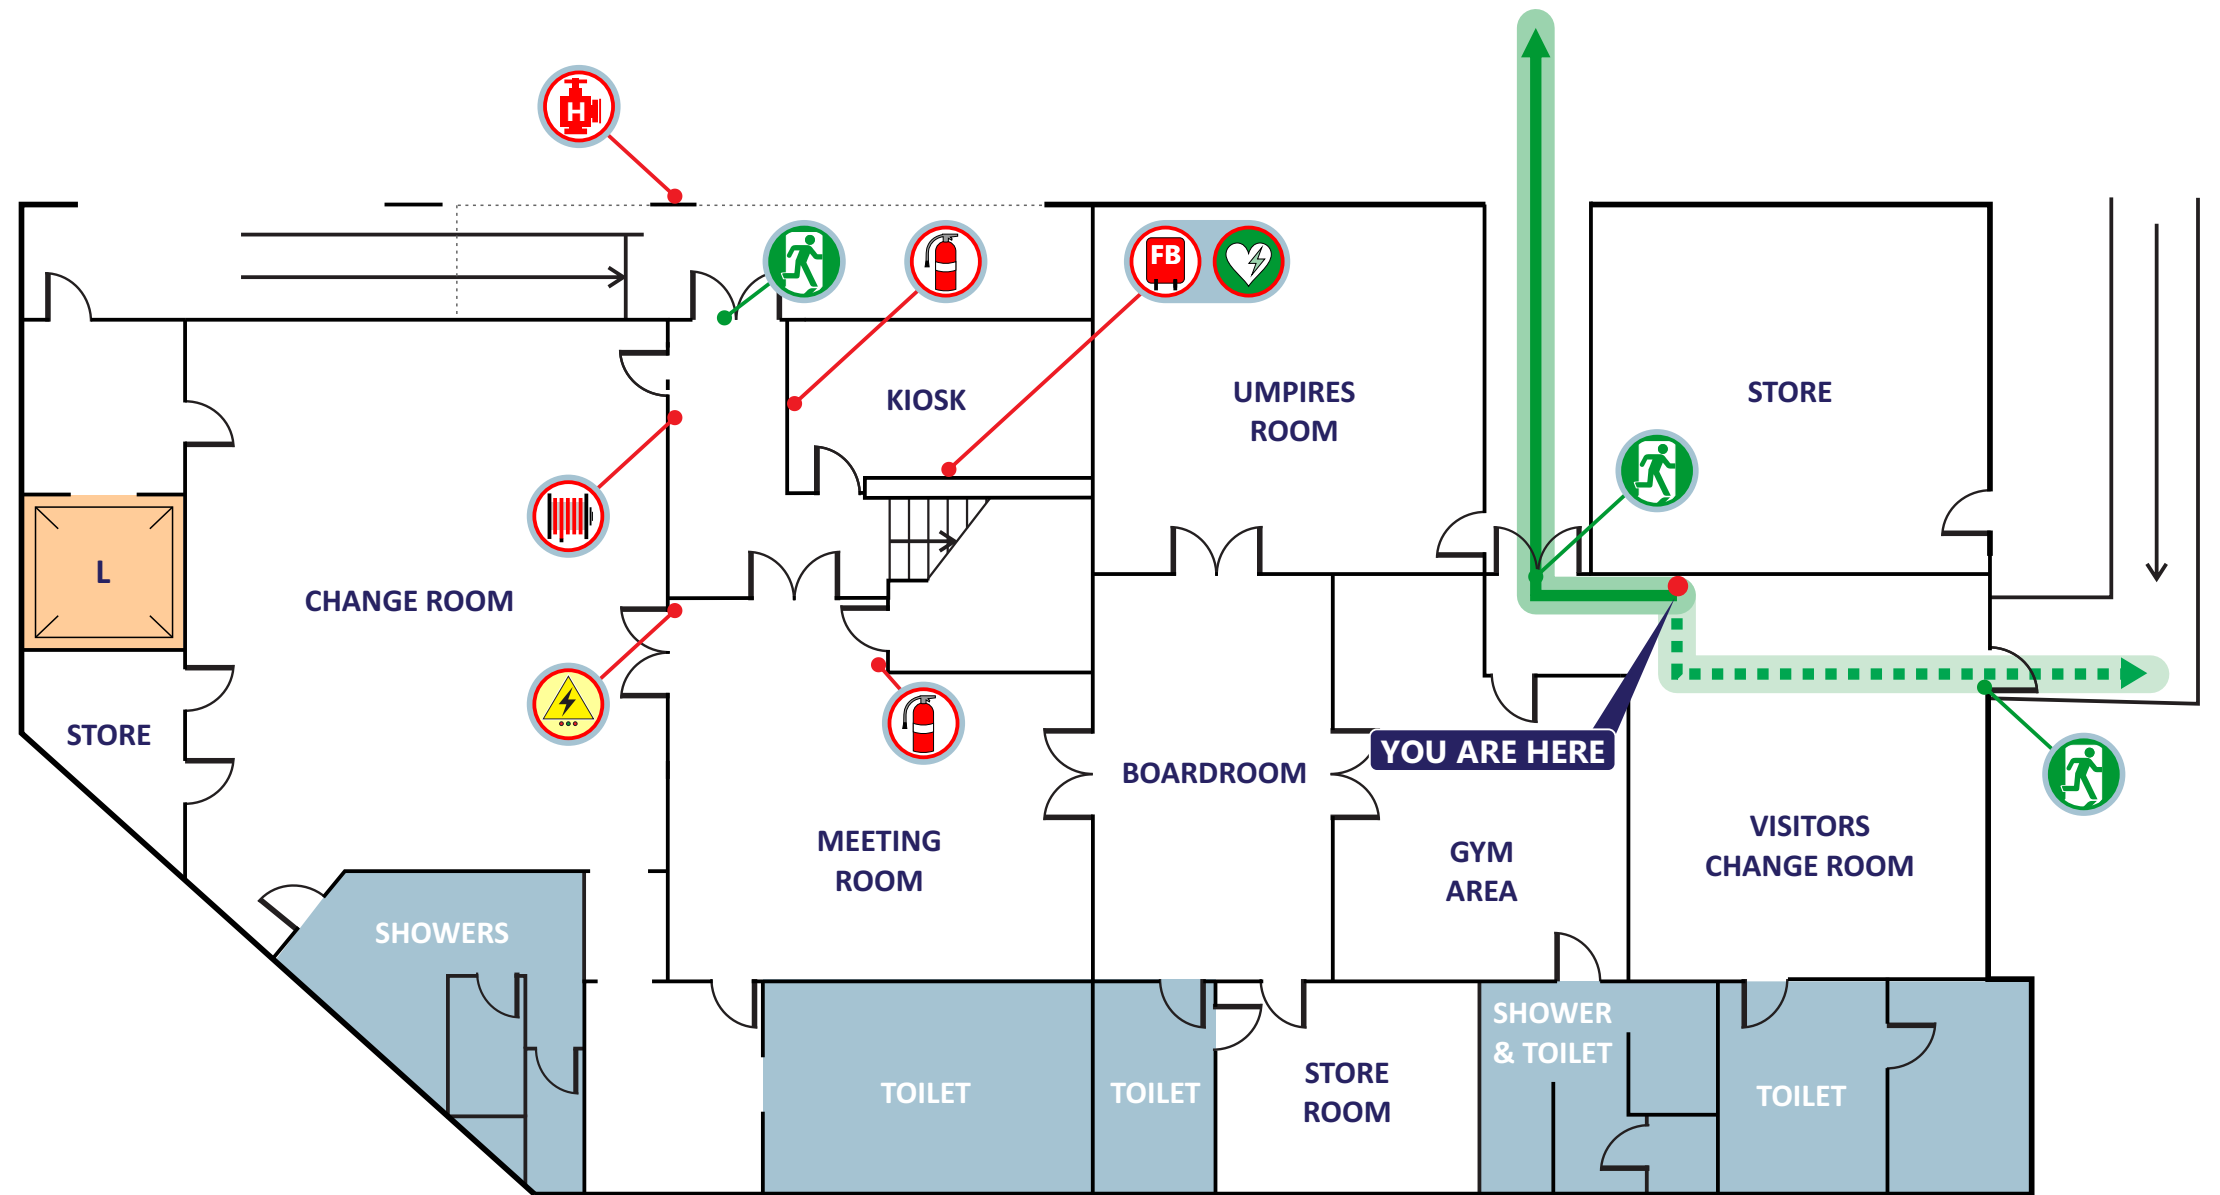 H
FB
KIOSK
UMPIRES
ROOM
STORE
L
CHANGE ROOM
STORE
YOU ARE HERE
BOARDROOM
MEETING
ROOM
GYM
AREA
VISITORS
CHANGE ROOM
SHOWERS
SHOWER
& TOILET
TOILET
TOILET
STORE
ROOM
TOILET